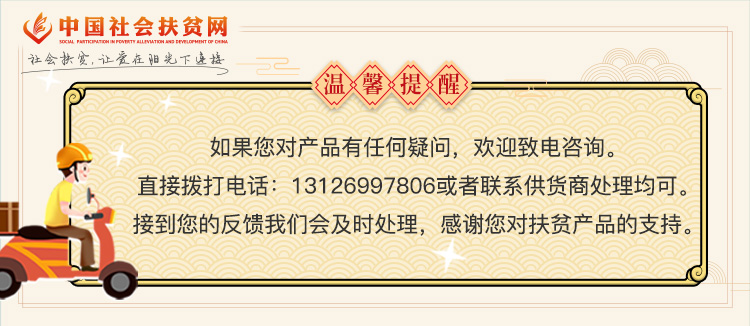 中国社会扶贫网
SOCIAL PARTICIPATION IN POVERTY ALLEVIATION AND DEVELOPMENT OF CHINA
社会扶贫,让爱在阳光下连接
温馨提醒
如果您对产品有任何疑问，欢迎致电咨询。
直接拨打电话：13126997806或者联系供货商处理均可。
接到您的反馈我们会及时处理，感谢您对扶贫产品的支持。